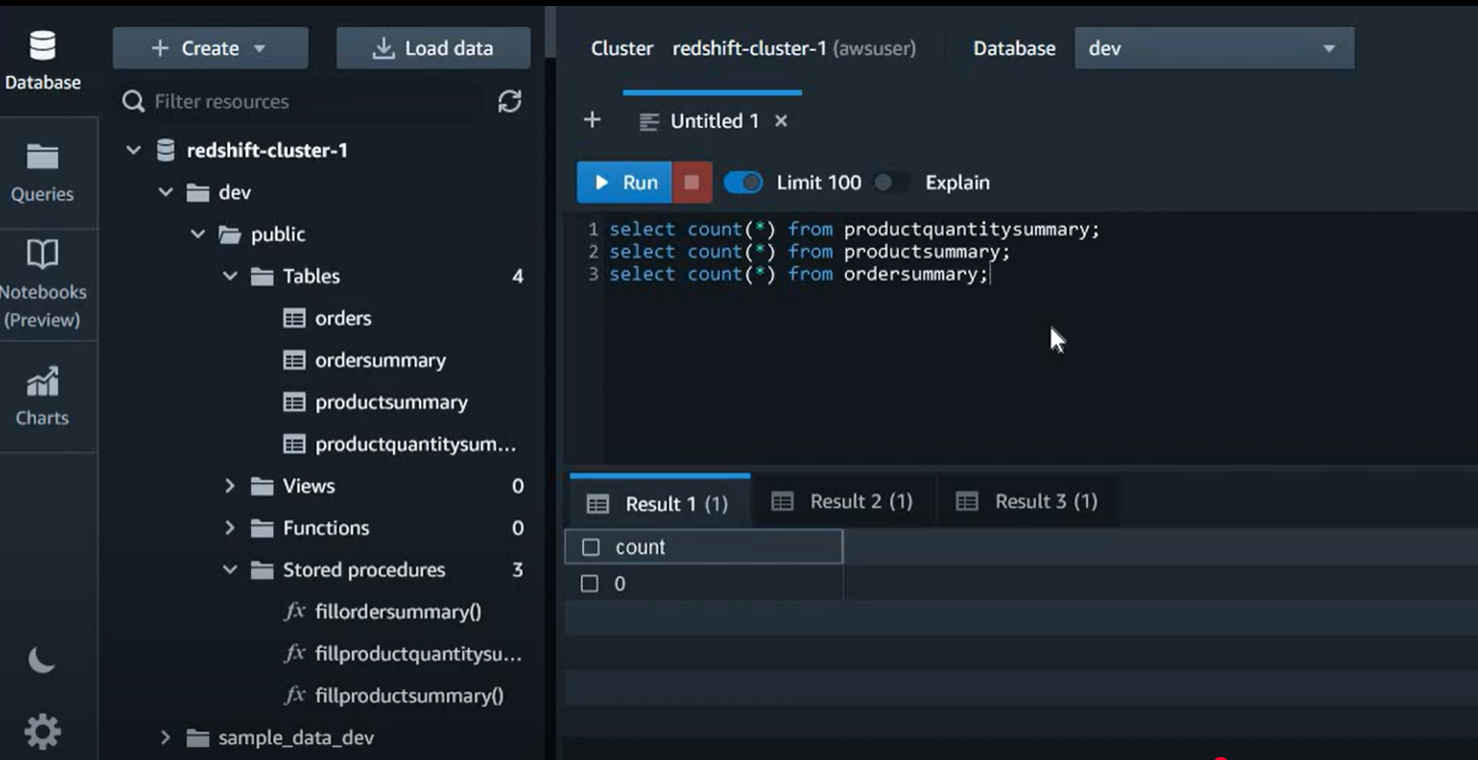 Database
Queries
Notebooks
(Preview)
Charts
+ Create
Load data
Filter resources
redshift-cluster-1
dev
public
Tables 4
orders
ordersummary
productsummary
productquantitysum...
Views 0
Functions 0
Stored procedures 3
fx fillordersummary()
fx fillproductquantitysu...
fx fillproductsummary()
sample_data_dev
Cluster redshift-cluster-1 (awsuser) Database dev
+ Untitled 1 ×
Run Limit 100 Explain
1 select count(*) from productquantitysummary;
2 select count(*) from productsummary;
3 select count(*) from ordersummary;
Result 1 (1) Result 2 (1) Result 3 (1)
count
0